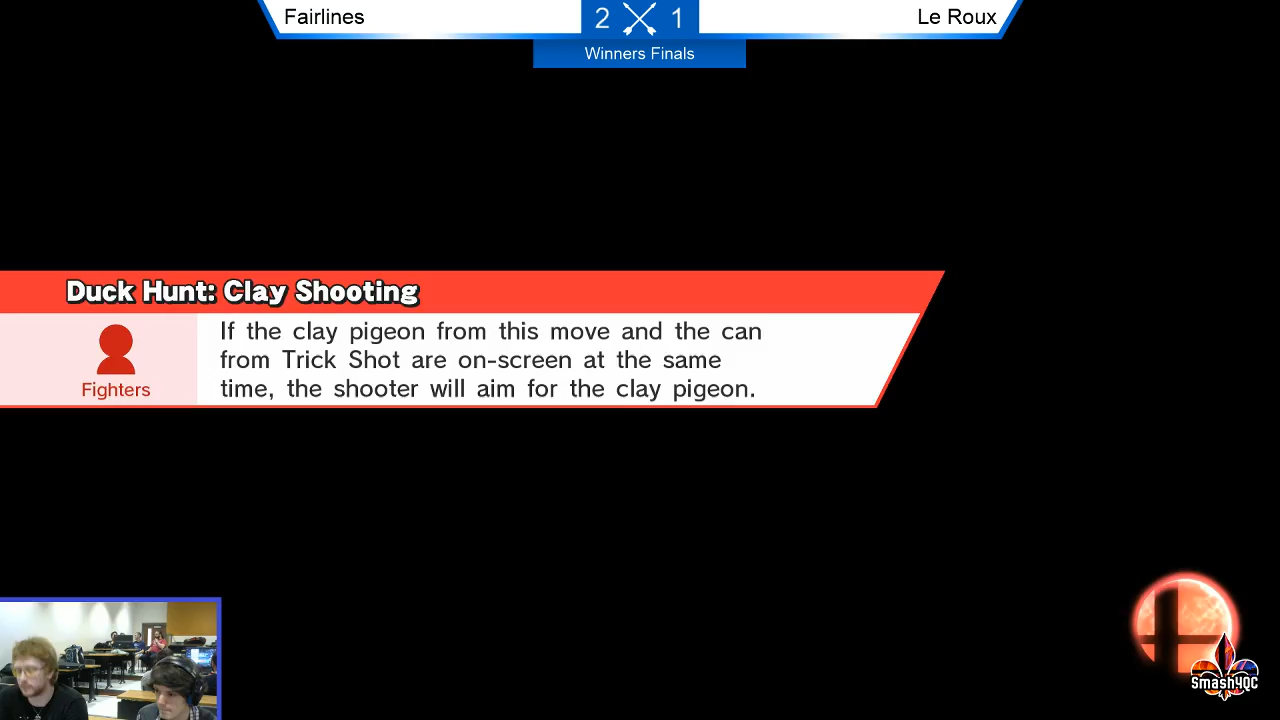 Fairlines
2
1
Le Roux
Winners Finals
Duck Hunt: Clay Shooting
If the clay pigeon from this move and the can
from Trick Shot are on-screen at the same
time, the shooter will aim for the clay pigeon.
Fighters
Smash4QC